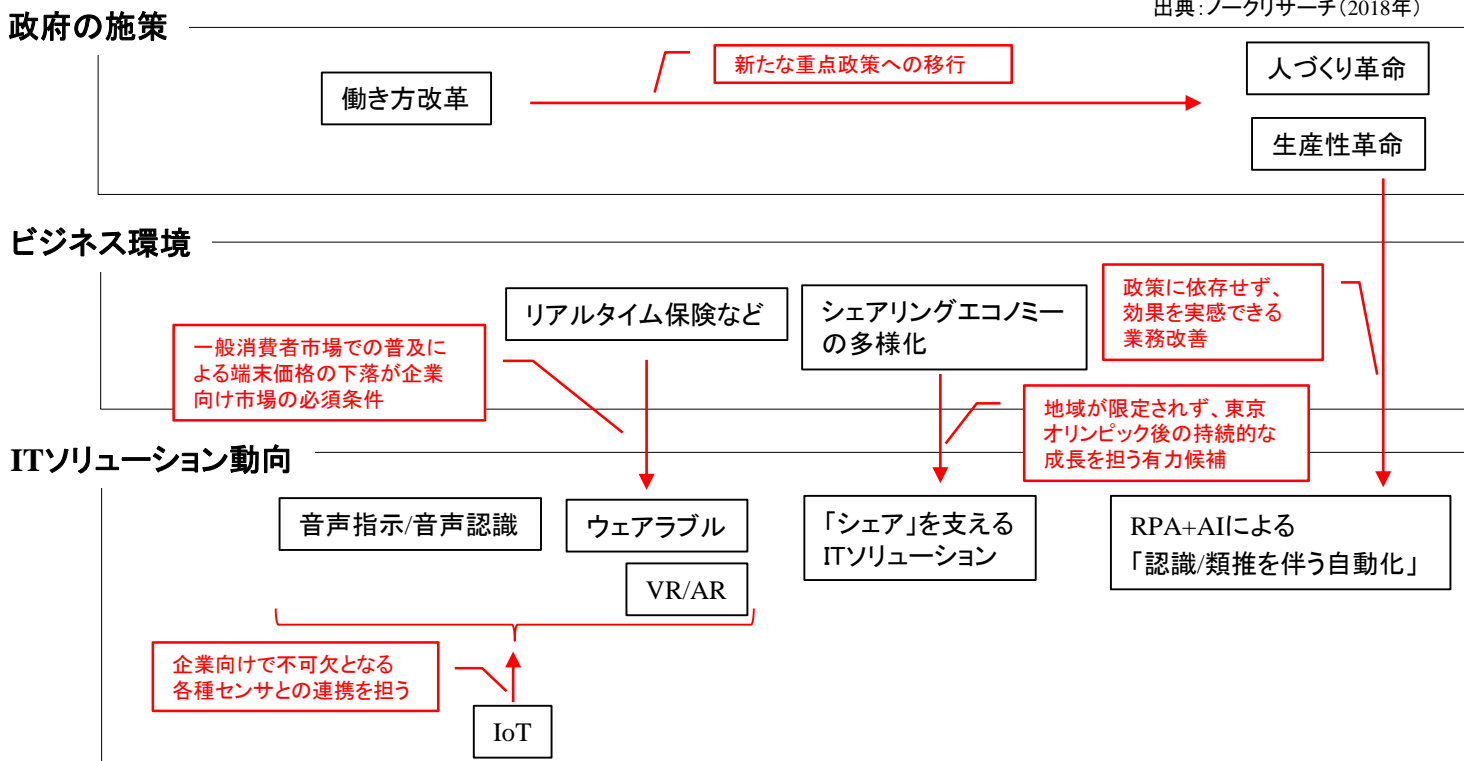 出典：ノークリサーチ（2018年）
政府の施策
新たな重点政策への移行
働き方改革
人づくり革命
生産性革命
ビジネス環境
リアルタイム保険など
シェアリングエコノミー
の多様化
政策に依存せず、
効果を実感できる
業務改善
一般消費者市場での普及に
よる端末価格の下落が企業
向け市場の必須条件
地域が限定されず、東京
オリンピック後の持続的な
成長を担う有力候補
ITソリューション動向
音声指示/音声認識
ウェアラブル
VR/AR
「シェア」を支える
ITソリューション
RPA+AIによる
「認識/類推を伴う自動化」
企業向けで不可欠となる
各種センサとの連携を担う
IoT